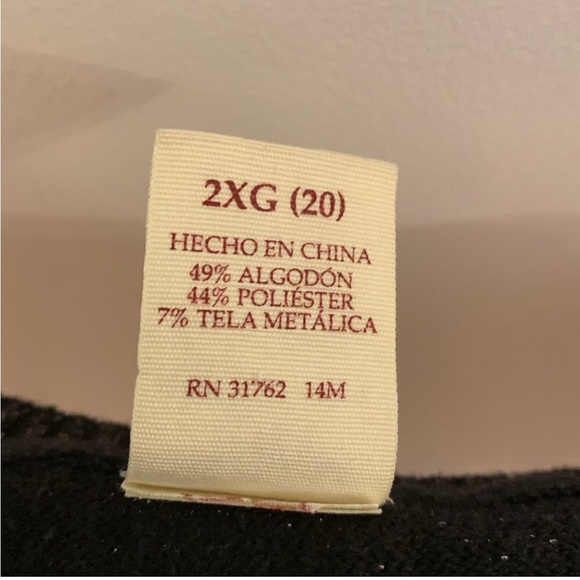 2XG (20)
HECHO EN CHINA
49% ALGODÓN
44% POLIÉSTER
7% TELA METÁLICA
RN 31762 14M